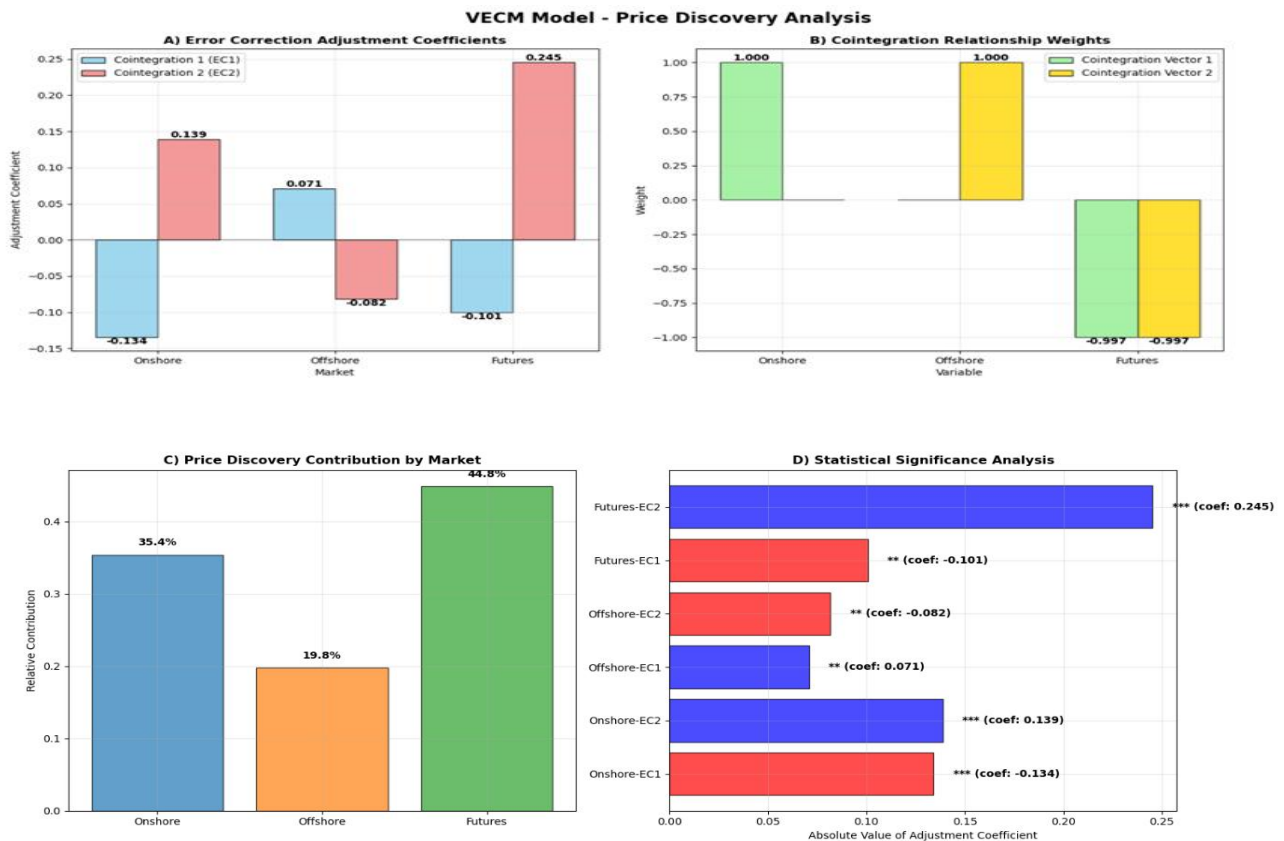 VECM Model - Price Discovery Analysis
A) Error Correction Adjustment Coefficients
Cointegration 1 (EC1)
Cointegration 2 (EC2)
Adjustment Coefficient
0.25
0.20
0.15
0.10
0.05
0.00
−0.05
−0.10
−0.15
-0.134
0.139
0.071
-0.082
-0.101
0.245
Onshore
Offshore
Futures
Market
B) Cointegration Relationship Weights
Cointegration Vector 1
Cointegration Vector 2
Weight
1.00
0.75
0.50
0.25
0.00
−0.25
−0.50
−0.75
−1.00
1.000
1.000
-0.997
-0.997
Onshore
Offshore
Futures
Variable
C) Price Discovery Contribution by Market
Relative Contribution
0.4
0.3
0.2
0.1
0.0
35.4%
19.8%
44.8%
Onshore
Offshore
Futures
D) Statistical Significance Analysis
Futures-EC2
*** (coef: 0.245)
Futures-EC1
** (coef: -0.101)
Offshore-EC2
** (coef: -0.082)
Offshore-EC1
** (coef: 0.071)
Onshore-EC2
*** (coef: 0.139)
Onshore-EC1
*** (coef: -0.134)
0.00
0.05
0.10
0.15
0.20
0.25
Absolute Value of Adjustment Coefficient